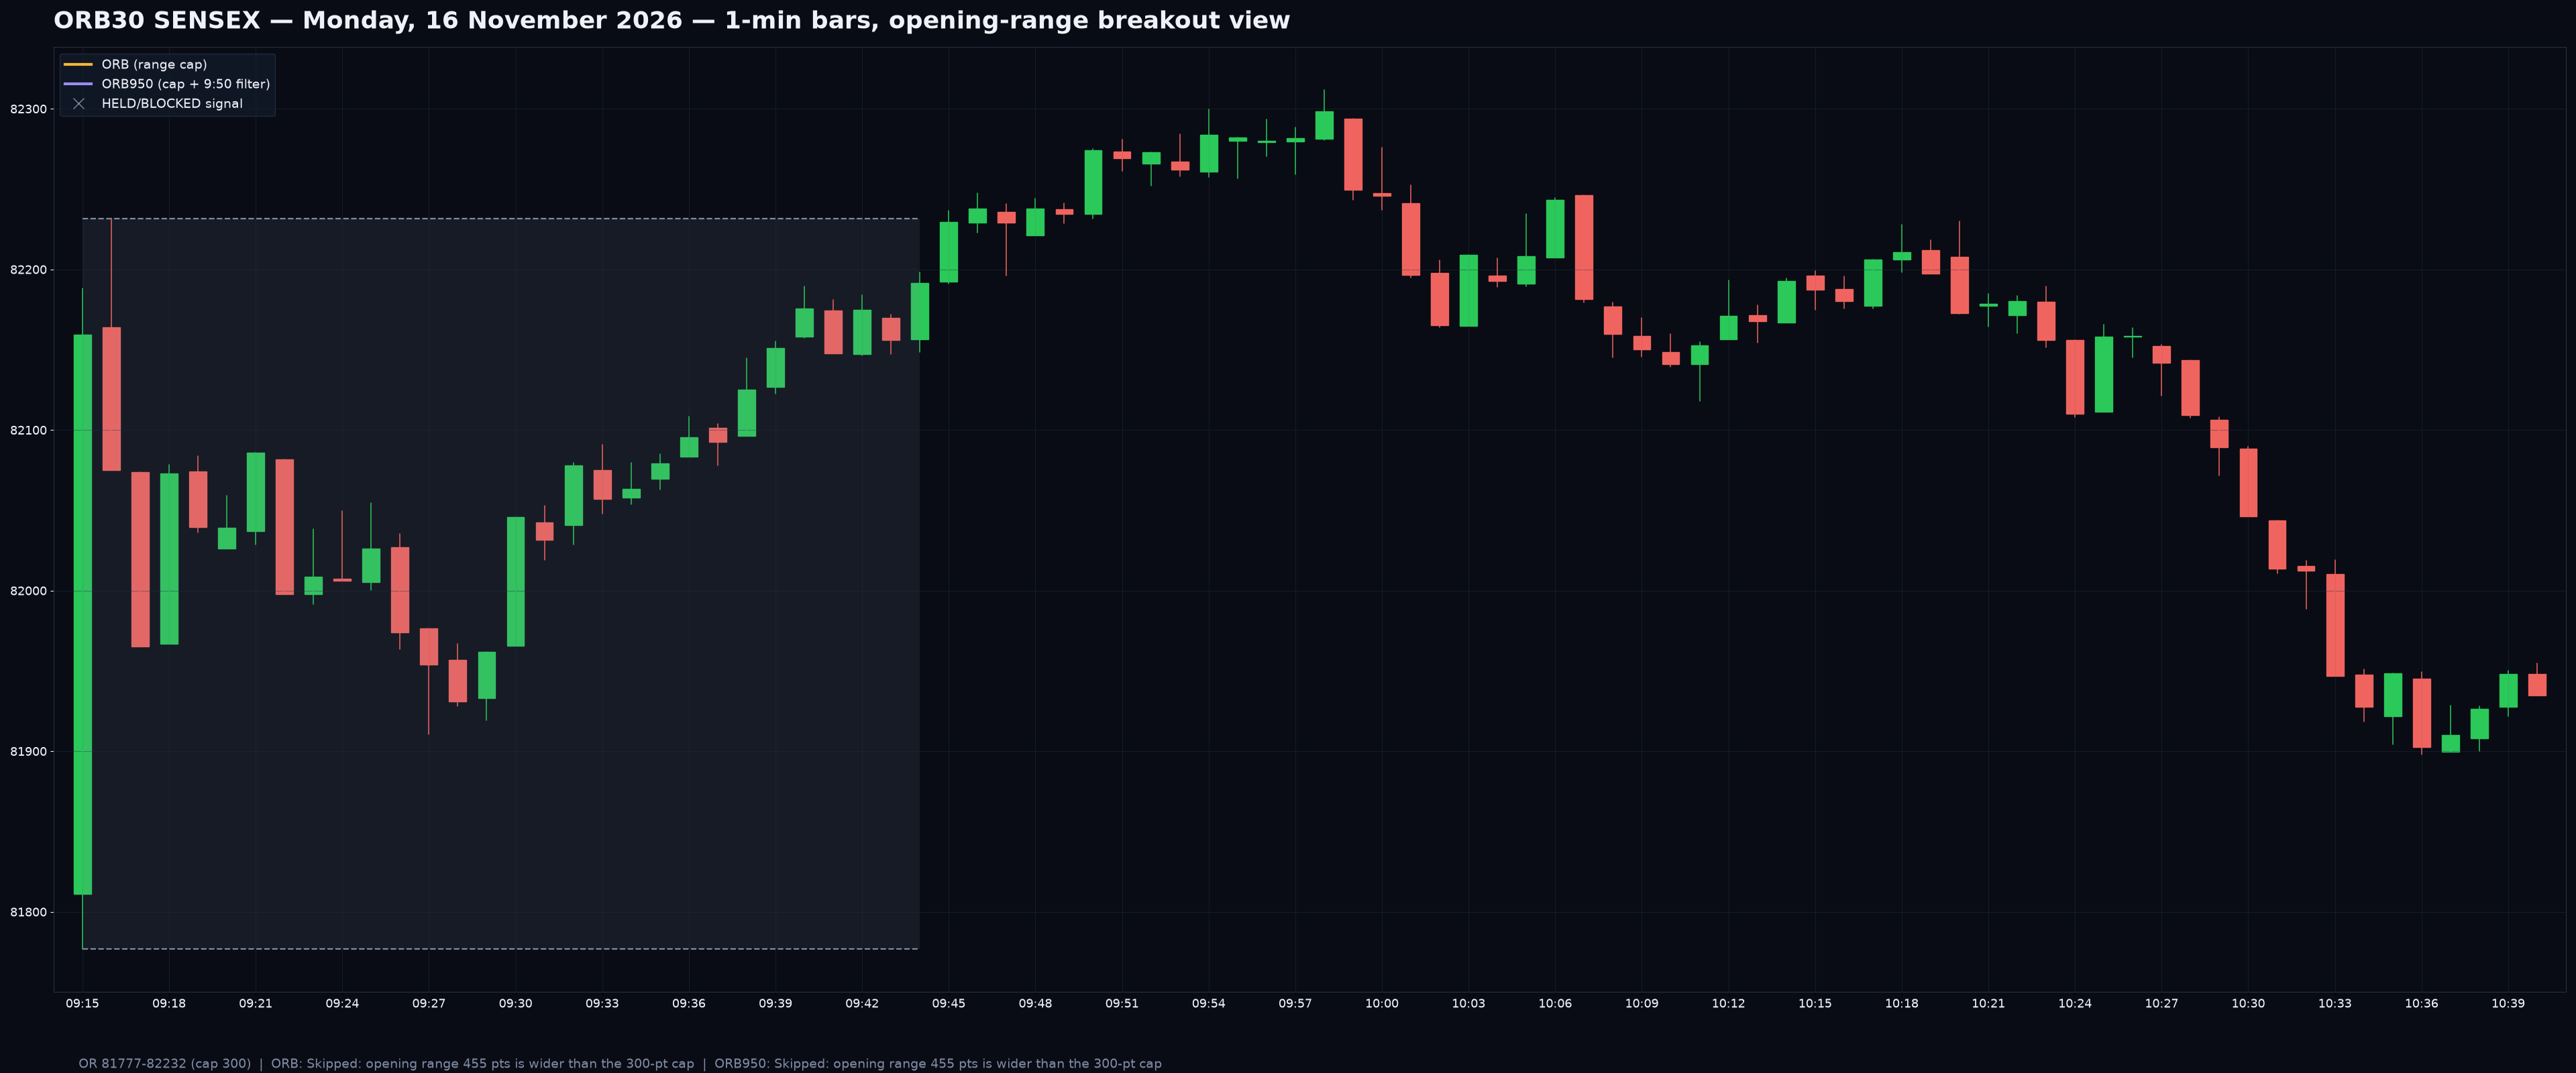 ORB30 SENSEX — Monday, 16 November 2026 — 1-min bars, opening-range breakout view
ORB (range cap)
ORB950 (cap + 9:50 filter)
HELD/BLOCKED signal
82300
82200
82100
82000
81900
81800
09:15 09:18 09:21 09:24 09:27 09:30 09:33 09:36 09:39 09:42 09:45 09:48 09:51 09:54 09:57 10:00 10:03 10:06 10:09 10:12 10:15 10:18 10:21 10:24 10:27 10:30 10:33 10:36 10:39
OR 81777-82232 (cap 300) | ORB: Skipped: opening range 455 pts is wider than the 300-pt cap | ORB950: Skipped: opening range 455 pts is wider than the 300-pt cap